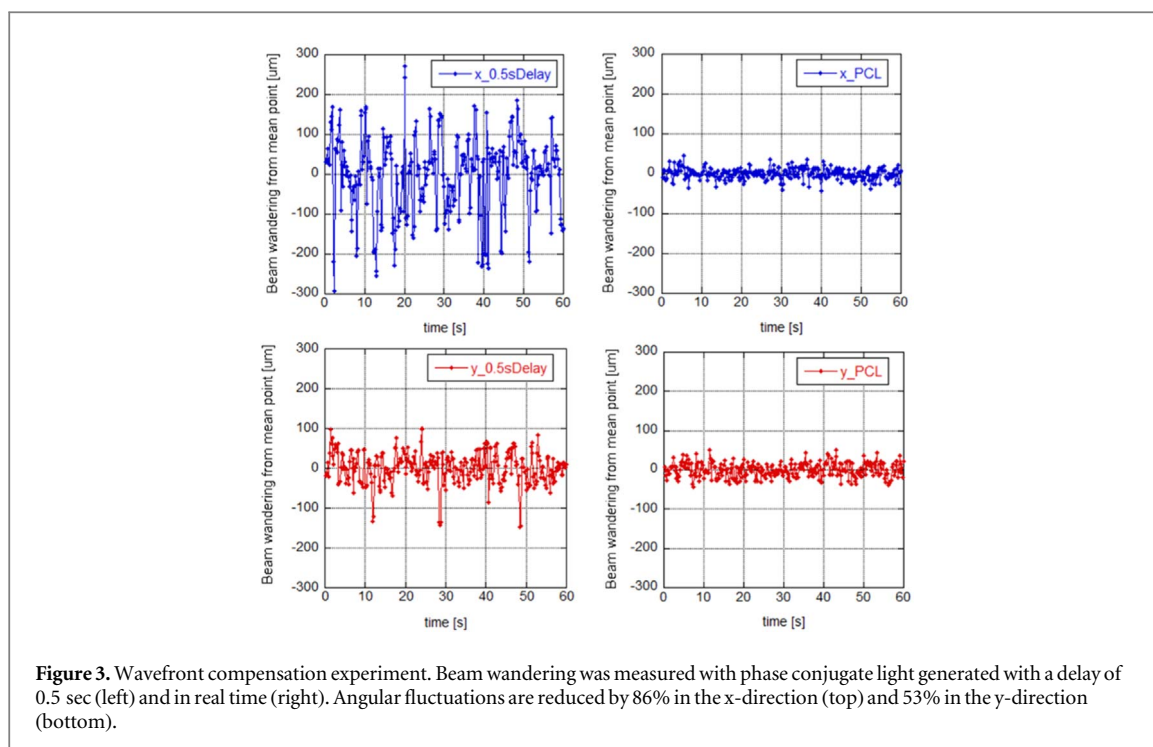 300
200
100
0
-100
-200
-300
Beam wandering from mean point [um]
x_0.5sDelay
0 10 20 30 40 50 60
time [s]
300
200
100
0
-100
-200
-300
Beam wandering from mean point [um]
x_PCL
0 10 20 30 40 50 60
time [s]
300
200
100
0
-100
-200
-300
Beam wandering from mean point [um]
y_0.5sDelay
0 10 20 30 40 50 60
time [s]
300
200
100
0
-100
-200
-300
Beam wandering from mean point [um]
y_PCL
0 10 20 30 40 50 60
time [s]
Figure 3. Wavefront compensation experiment. Beam wandering was measured with phase conjugate light generated with a delay of
0.5 sec (left) and in real time (right). Angular fluctuations are reduced by 86% in the x-direction (top) and 53% in the y-direction
(bottom).